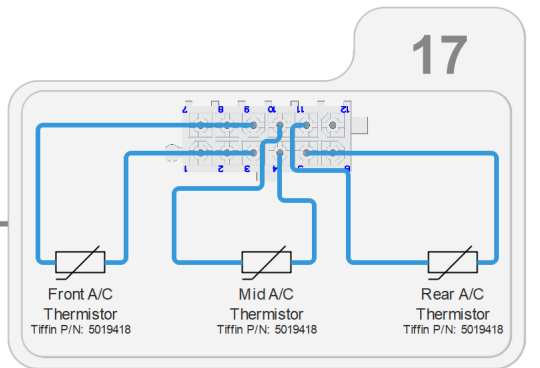 17
7 8 9 10 11 12
1 2 3 4 5 6
Front A/C
Thermistor
Tiffin P/N: 5019418
Mid A/C
Thermistor
Tiffin P/N: 5019418
Rear A/C
Thermistor
Tiffin P/N: 5019418